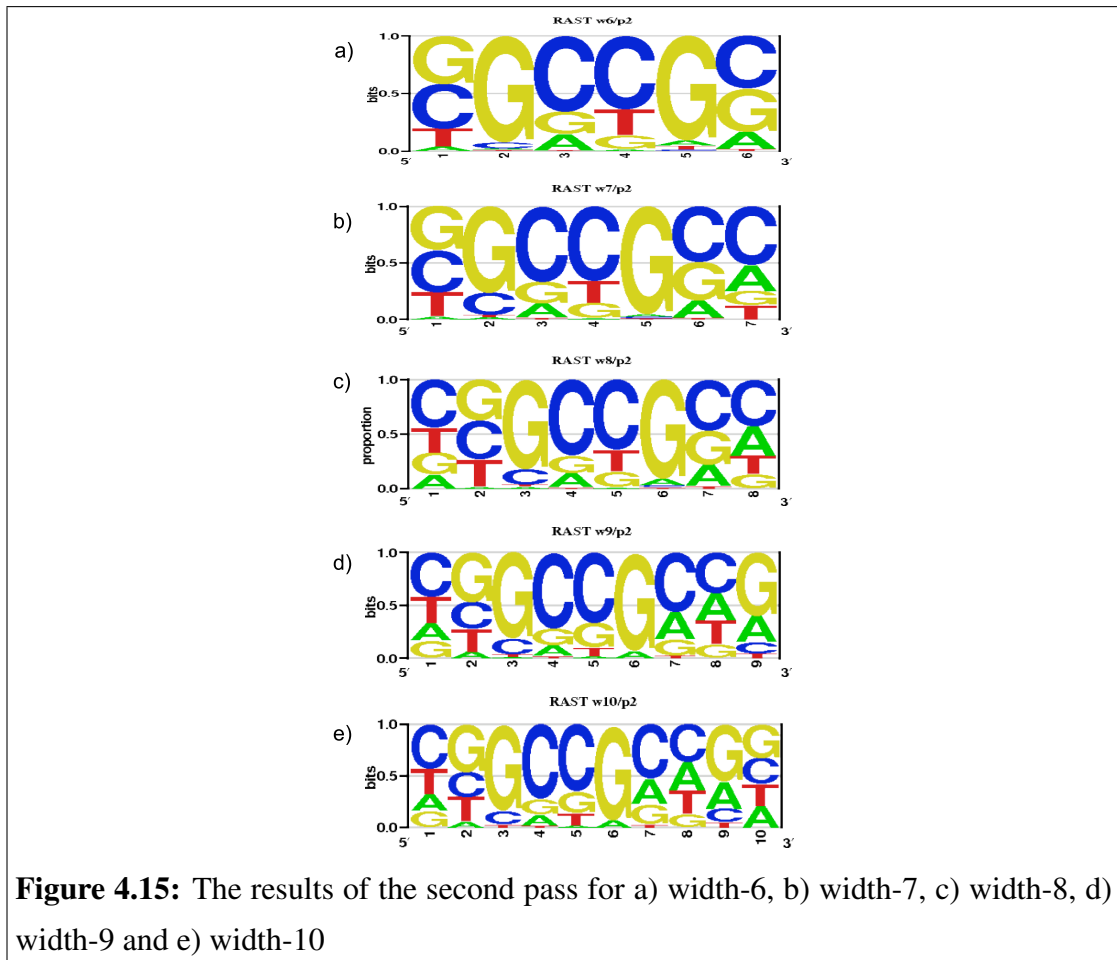 RAST w6/p2
a)
1.0
bits
0.5
0.0
G G C C G C
C C G T A G
T A G T A
A
5′ 1 2 3 4 5 6 3′
RAST w7/p2
b)
1.0
bits
0.5
0.0
G G C C G C C
C C G T G A
T A G A G
T
5′ 1 2 3 4 5 6 7 3′
RAST w8/p2
c)
1.0
proportion
0.5
0.0
C G G C C G C C
T C C G T A G A
G T A G A T
A G
5′ 1 2 3 4 5 6 7 8 3′
RAST w9/p2
d)
1.0
bits
0.5
0.0
C G G C C G C C G
T C C G G A A A A
A T A T G T C
G A G T
5′ 1 2 3 4 5 6 7 8 9 3′
RAST w10/p2
e)
1.0
bits
0.5
0.0
C G G C C G C C G G
T C C G G A A A A C
A T A T G T C T
G A G T A
5′ 1 2 3 4 5 6 7 8 9 10 3′
Figure 4.15: The results of the second pass for a) width-6, b) width-7, c) width-8, d)
width-9 and e) width-10